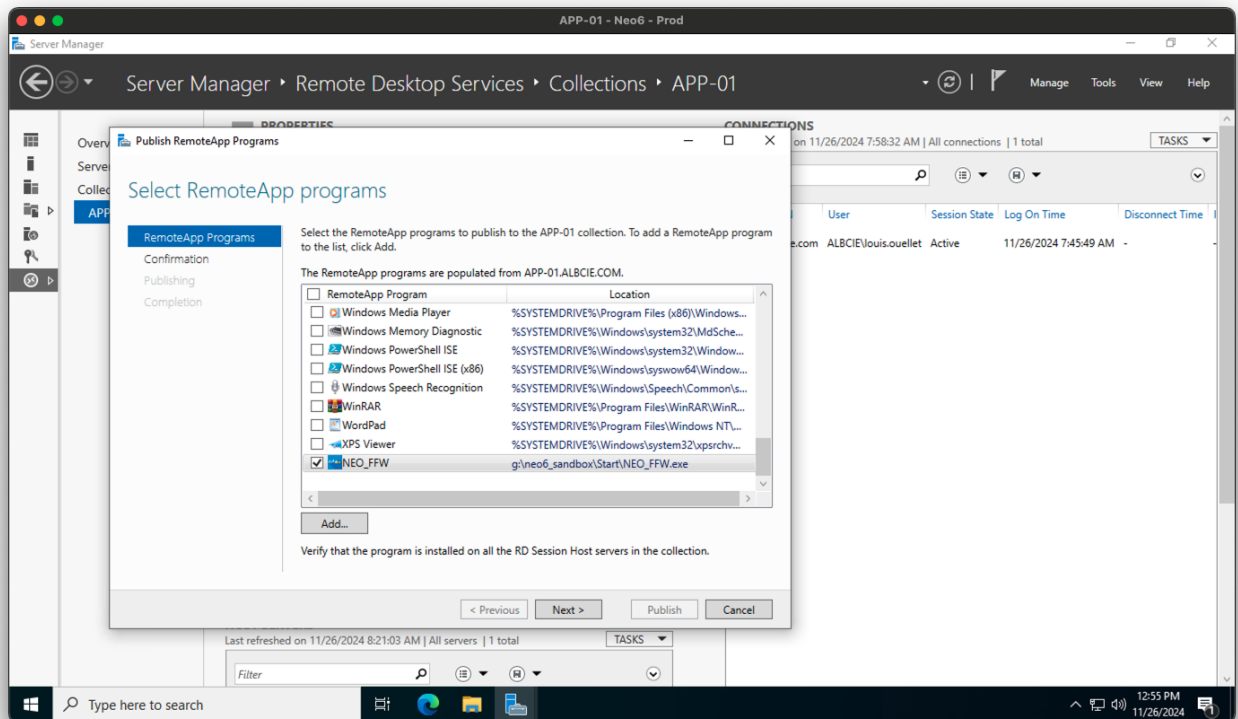 APP-01 - Neo6 - Prod
Server Manager
Server Manager ‣ Remote Desktop Services ‣ Collections ‣ APP-01
Manage Tools View Help
PROPERTIES
CONNECTIONS
on 11/26/2024 7:58:32 AM | All connections | 1 total
TASKS
Overv
Server
Collec
APP
User Session State Log On Time Disconnect Time
e.com ALBCIE\louis.ouellet Active 11/26/2024 7:45:49 AM - -
Publish RemoteApp Programs
Select RemoteApp programs
RemoteApp Programs
Confirmation
Publishing
Completion
Select the RemoteApp programs to publish to the APP-01 collection. To add a RemoteApp program
to the list, click Add.
The RemoteApp programs are populated from APP-01.ALBCIE.COM.
RemoteApp Program Location
Windows Media Player %SYSTEMDRIVE%\Program Files (x86)\Windows...
Windows Memory Diagnostic %SYSTEMDRIVE%\Windows\system32\MdSche...
Windows PowerShell ISE %SYSTEMDRIVE%\Windows\system32\Window...
Windows PowerShell ISE (x86) %SYSTEMDRIVE%\Windows\syswow64\Window...
Windows Speech Recognition %SYSTEMDRIVE%\Windows\Speech\Common\s...
WinRAR %SYSTEMDRIVE%\Program Files\WinRAR\WinR...
WordPad %SYSTEMDRIVE%\Program Files\Windows NT\...
XPS Viewer %SYSTEMDRIVE%\Windows\system32\xpsrchv...
NEO_FFW g:\neo6_sandbox\Start\NEO_FFW.exe
Add...
Verify that the program is installed on all the RD Session Host servers in the collection.
< Previous Next > Publish Cancel
Last refreshed on 11/26/2024 8:21:03 AM | All servers | 1 total
TASKS
Filter
Type here to search
12:55 PM
11/26/2024
1